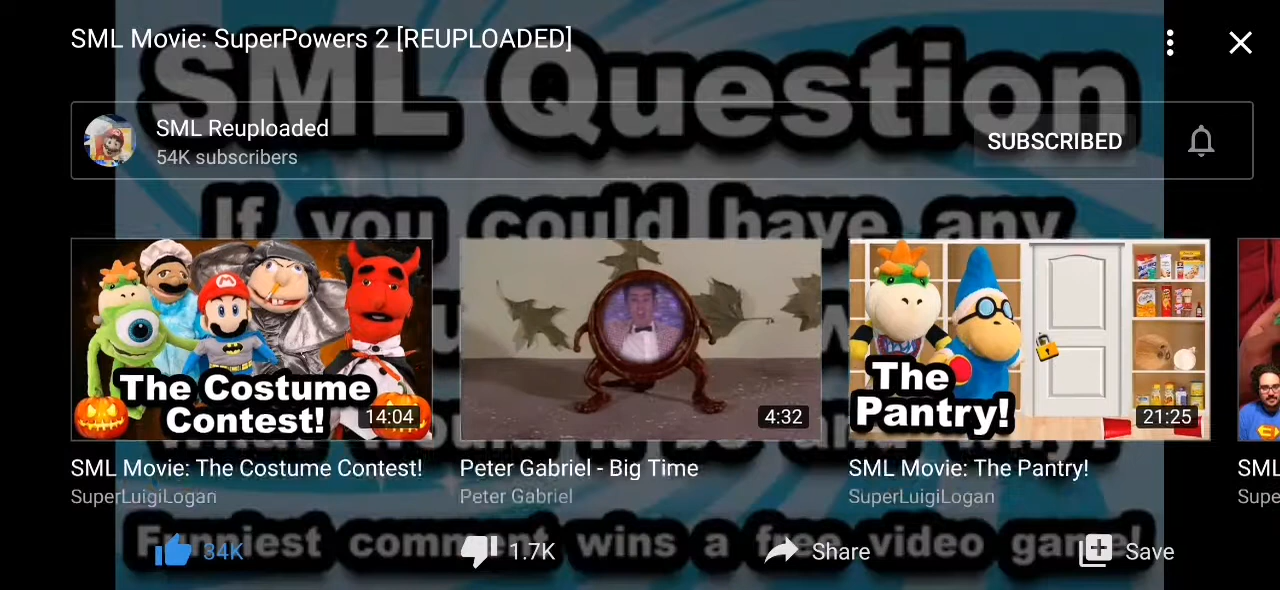 SML Movie: SuperPowers 2 [REUPLOADED]
SML Question
SML Reuploaded
54K subscribers
SUBSCRIBED
If you could have any
The Costume
Contest!
14:04
4:32
The
Pantry!
21:25
SML Movie: The Costume Contest!
SuperLuigiLogan
Peter Gabriel - Big Time
Peter Gabriel
SML Movie: The Pantry!
SuperLuigiLogan
SML
Supe
Funniest comment wins a free video game!
34K
1.7K
Share
Save